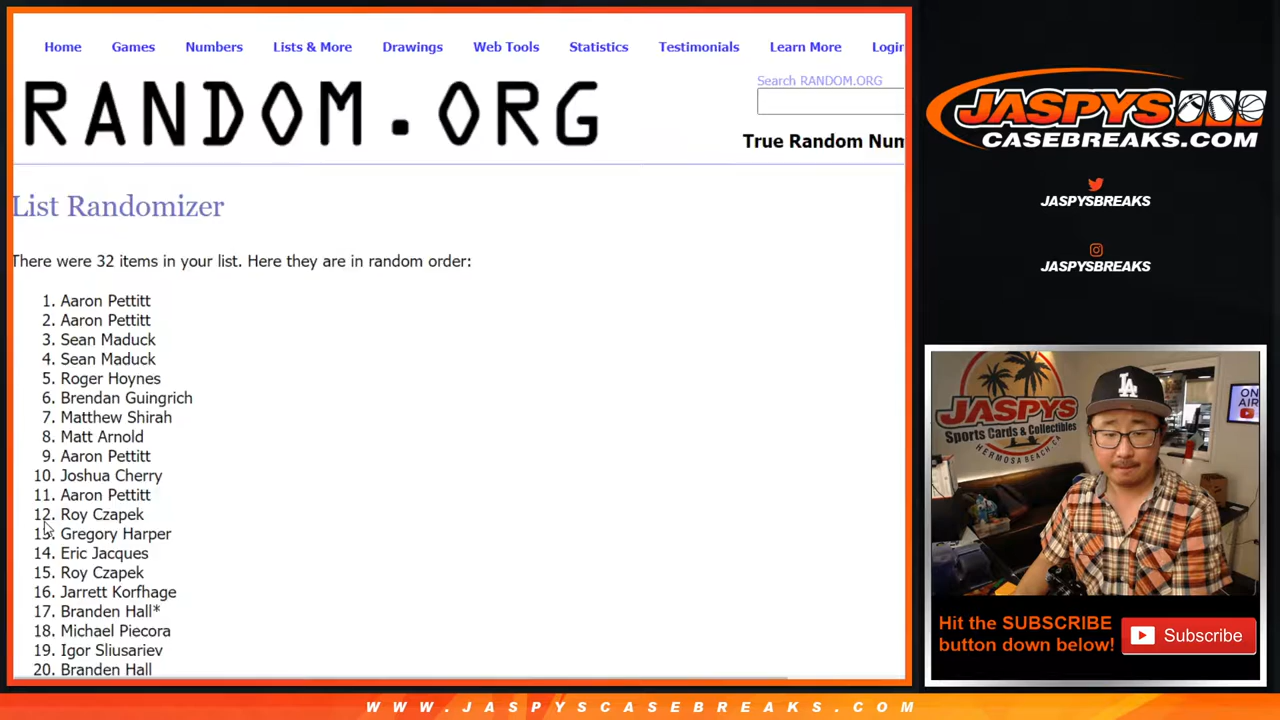 Home Games Numbers Lists & More Drawings Web Tools Statistics Testimonials Learn More Login
RANDOM.ORG
Search RANDOM.ORG
True Random Num
List Randomizer
There were 32 items in your list. Here they are in random order:
1. Aaron Pettitt
2. Aaron Pettitt
3. Sean Maduck
4. Sean Maduck
5. Roger Hoynes
6. Brendan Guingrich
7. Matthew Shirah
8. Matt Arnold
9. Aaron Pettitt
10. Joshua Cherry
11. Aaron Pettitt
12. Roy Czapek
13. Gregory Harper
14. Eric Jacques
15. Roy Czapek
16. Jarrett Korfhage
17. Branden Hall*
18. Michael Piecora
19. Igor Sliusariev
20. Branden Hall
JASPYS
CASEBREAKS.COM
JASPYSBREAKS
JASPYSBREAKS
JASPYS
Sports Cards & Collectibles
HERMOSA BEACH, CA
LA
ON
AIR
Hit the SUBSCRIBE
button down below!
Subscribe
WWW.JASPYSCASEBREAKS.COM